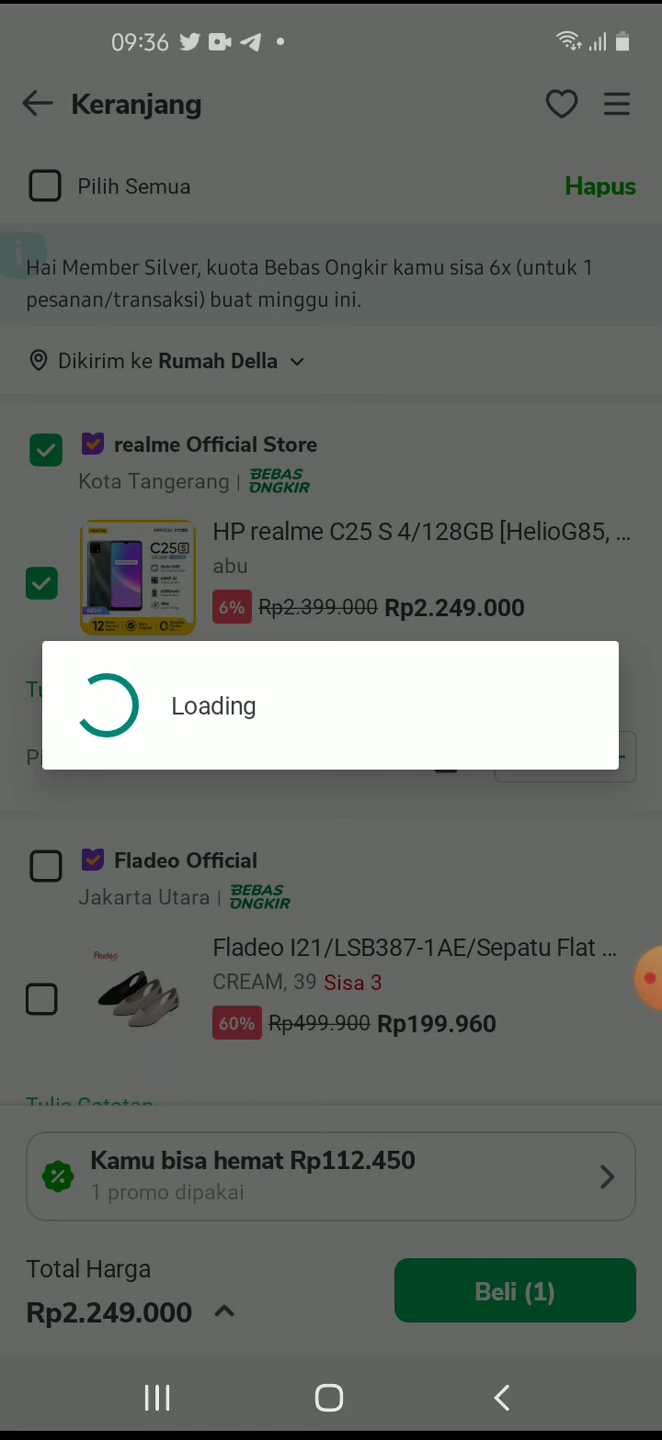 09:36
Keranjang
Pilih Semua
Hapus
Hai Member Silver, kuota Bebas Ongkir kamu sisa 6x (untuk 1
pesanan/transaksi) buat minggu ini.
Dikirim ke Rumah Della
realme Official Store
Kota Tangerang | BEBAS
ONGKIR
HP realme C25 S 4/128GB [HelioG85, ...
abu
6% Rp2.399.000 Rp2.249.000
C25S
NEW!
12
Loading
Fladeo Official
Jakarta Utara | BEBAS
ONGKIR
Fladeo
Fladeo I21/LSB387-1AE/Sepatu Flat ...
CREAM, 39 Sisa 3
60% Rp499.900 Rp199.960
Tulis Catatan
Kamu bisa hemat Rp112.450
1 promo dipakai
Total Harga
Rp2.249.000
Beli (1)